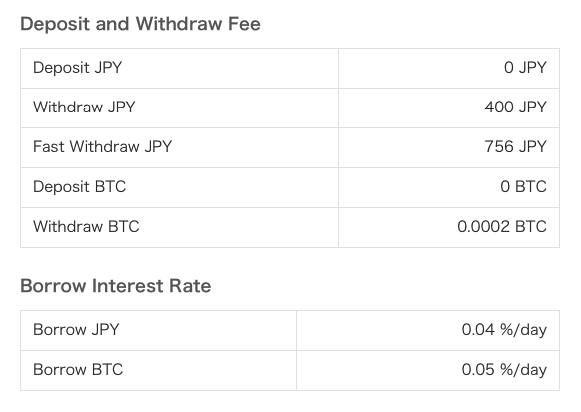 Deposit and Withdraw Fee
Deposit JPY 0 JPY
Withdraw JPY 400 JPY
Fast Withdraw JPY 756 JPY
Deposit BTC 0 BTC
Withdraw BTC 0.0002 BTC
Borrow Interest Rate
Borrow JPY 0.04 %/day
Borrow BTC 0.05 %/day